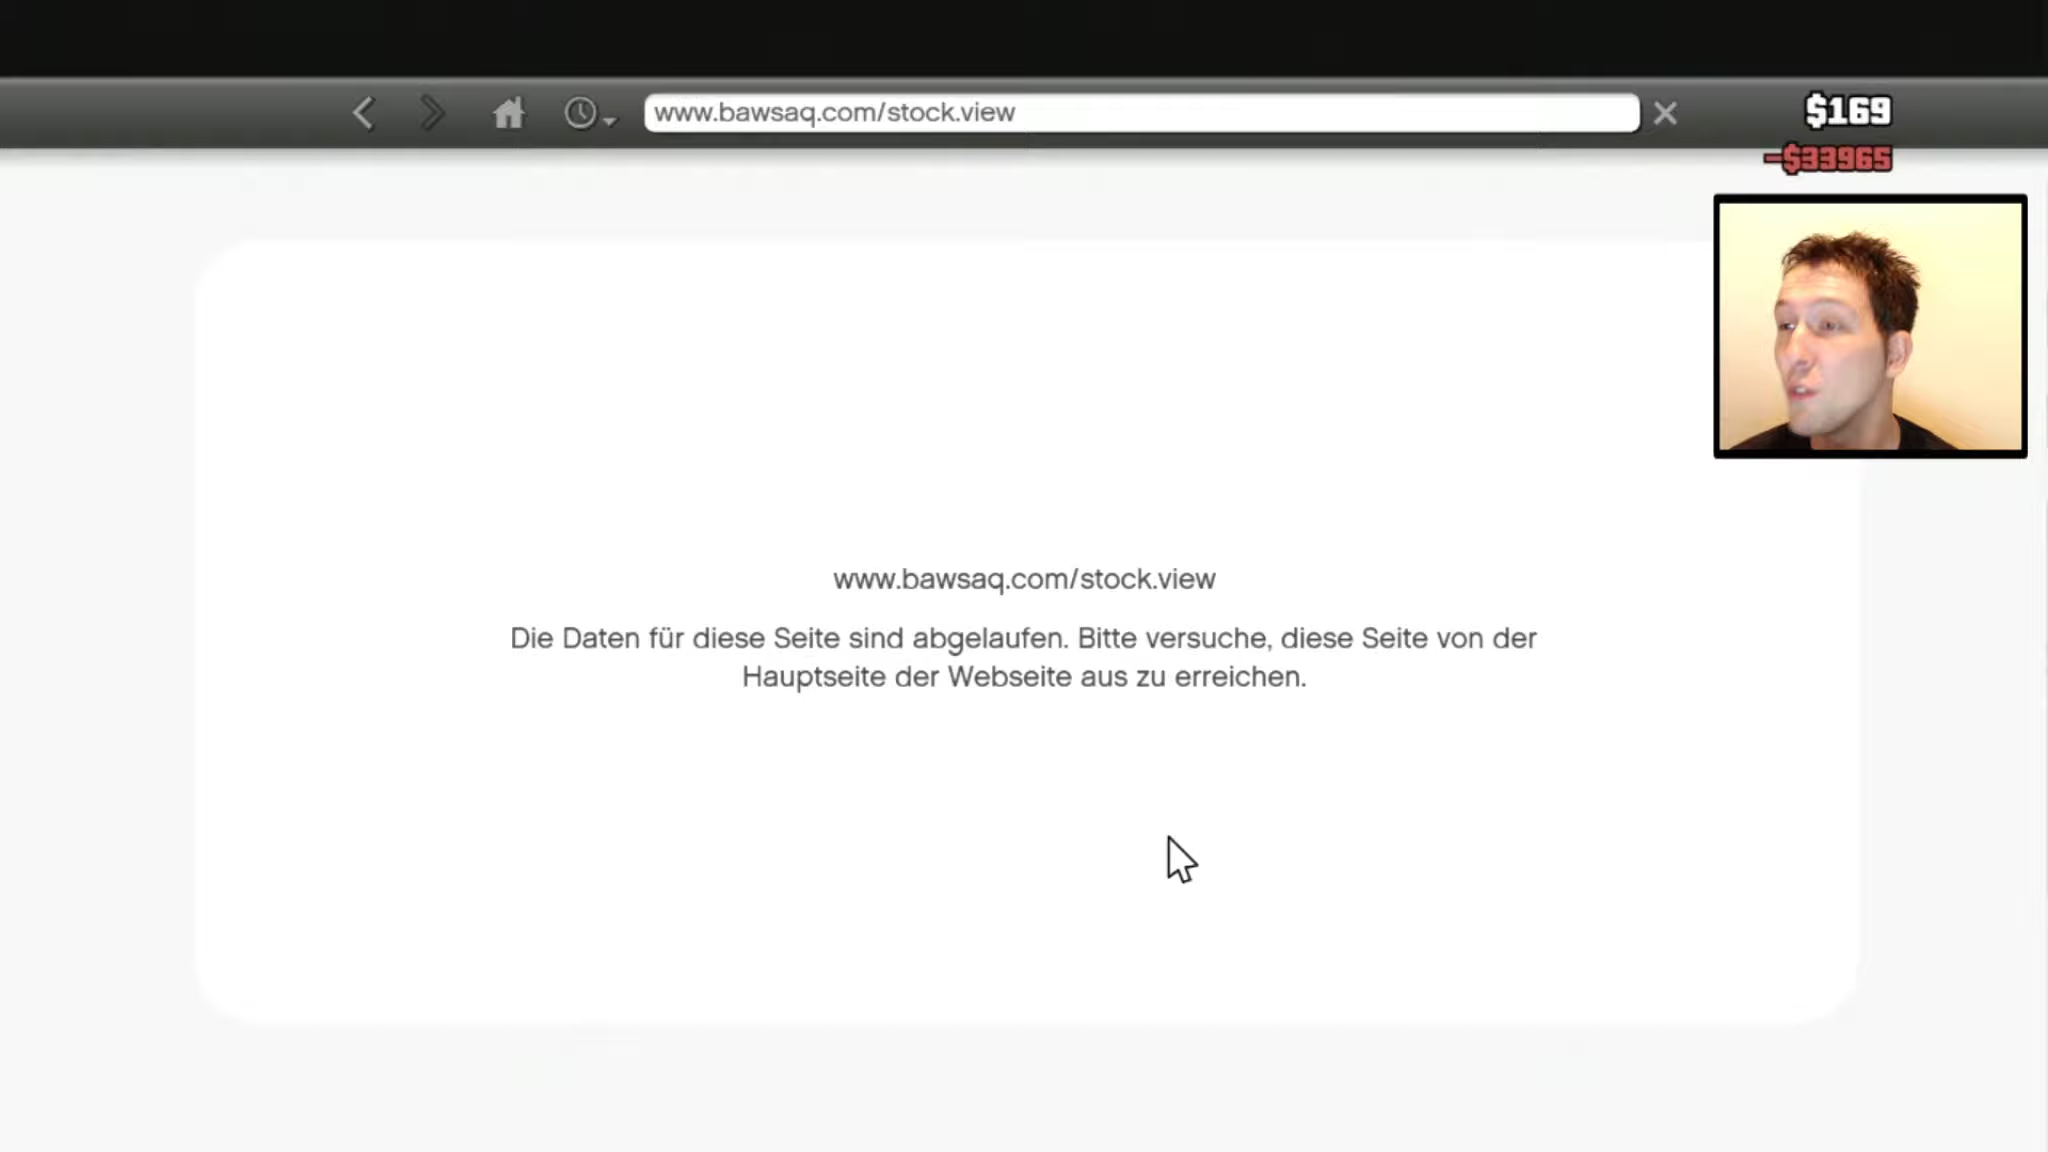 www.bawsaq.com/stock.view
$169
-$33965
www.bawsaq.com/stock.view
Die Daten für diese Seite sind abgelaufen. Bitte versuche, diese Seite von der
Hauptseite der Webseite aus zu erreichen.